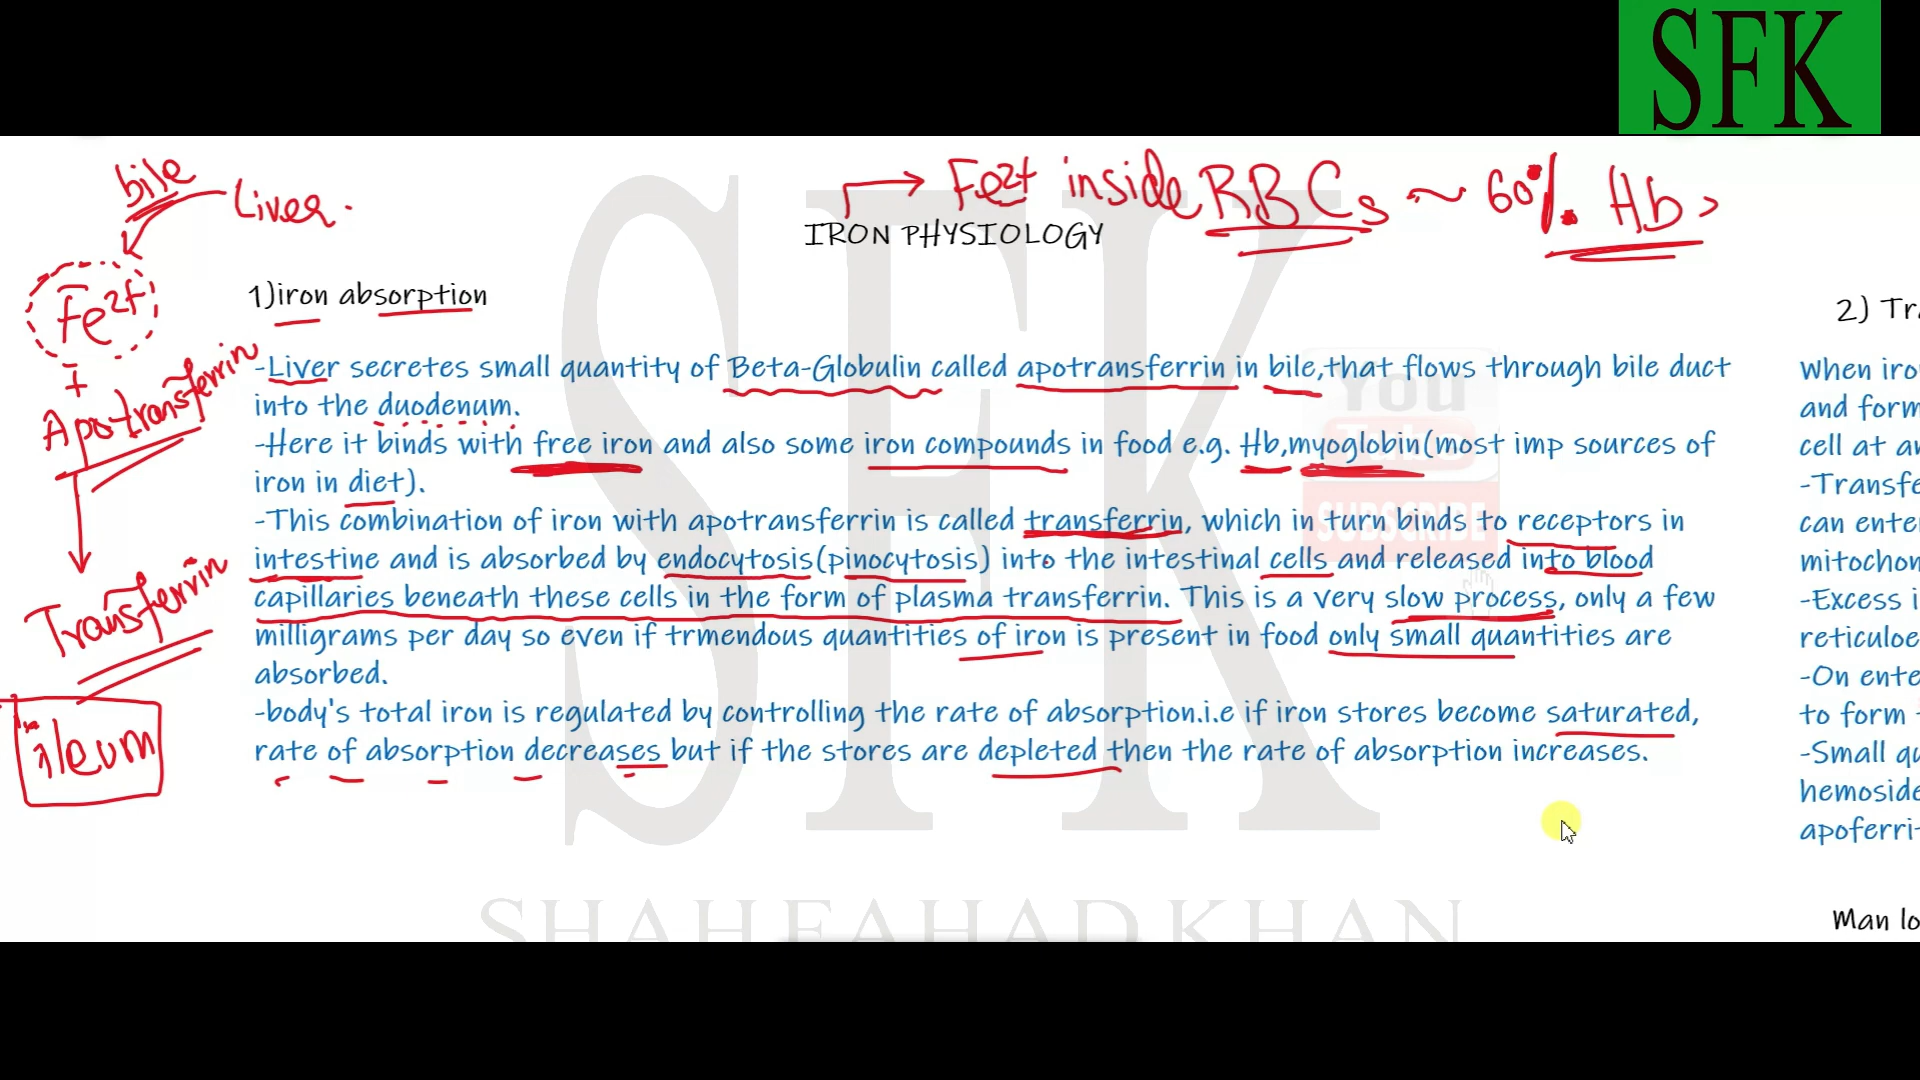 SFK
Fe2+ inside RBCs ~ 60%. Hb >
IRON PHYSIOLOGY
bile
Liver.
Fe2+
+
Apotransferrin
Transferrin
ileum
1)iron absorption
-Liver secretes small quantity of Beta-Globulin called apotransferrin in bile,that flows through bile duct
into the duodenum.
-Here it binds with free iron and also some iron compounds in food e.g. Hb,myoglobin(most imp sources of
iron in diet).
-This combination of iron with apotransferrin is called transferrin, which in turn binds to receptors in
intestine and is absorbed by endocytosis(pinocytosis) into the intestinal cells and released into blood
capillaries beneath these cells in the form of plasma transferrin. This is a very slow process, only a few
milligrams per day so even if trmendous quantities of iron is present in food only small quantities are
absorbed.
-body's total iron is regulated by controlling the rate of absorption.i.e if iron stores become saturated,
rate of absorption decreases but if the stores are depleted then the rate of absorption increases.
2) Tra
When iro
and form
cell at an
-Transfe
can ente
mitochon
-Excess i
reticuloe
-On ente
to form
-Small qu
hemoside
apoferri
Man lo
SFK
SHAHFAHAD KHAN
You
Tube
SUBSCRIBE